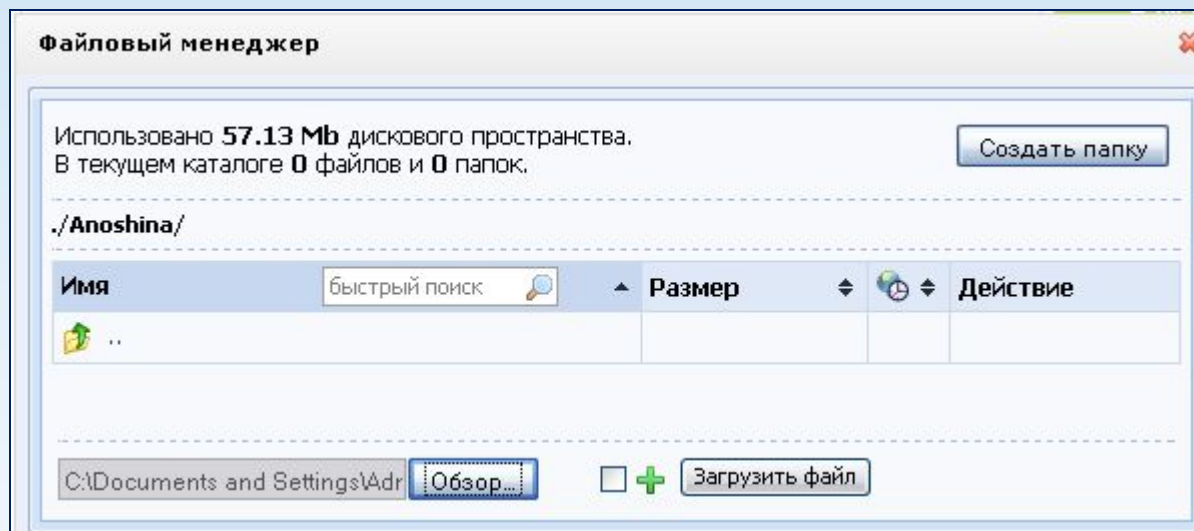 Файловый менеджер
Использовано 57.13 Mb дискового пространства.
В текущем каталоге 0 файлов и 0 папок.
Создать папку
./Anoshina/
Имя быстрый поиск Размер Действие
..
C:\Documents and Settings\Adr Обзор... Загрузить файл